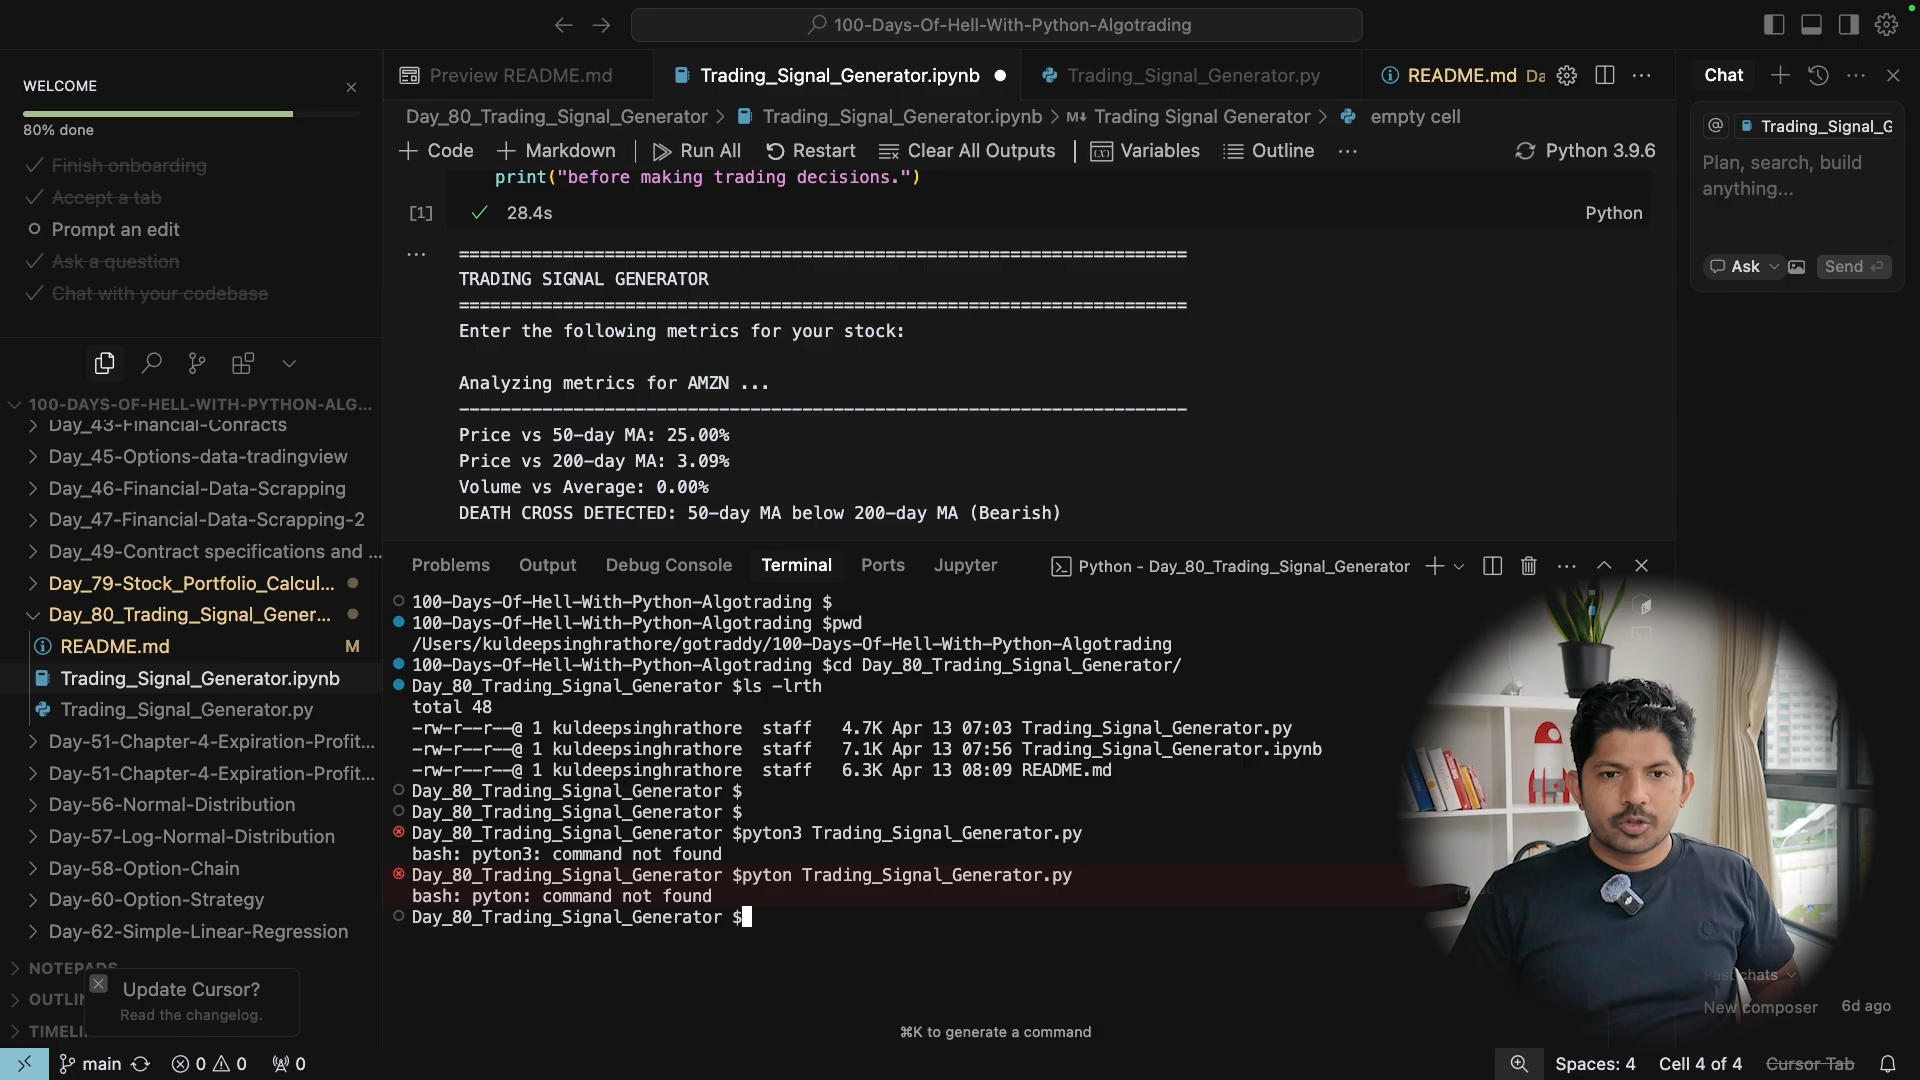 100-Days-Of-Hell-With-Python-Algotrading
WELCOME
80% done
Finish onboarding
Accept a tab
Prompt an edit
Ask a question
Chat with your codebase
100-DAYS-OF-HELL-WITH-PYTHON-ALG...
Day_43-Financial-Conracts
Day_45-Options-data-tradingview
Day_46-Financial-Data-Scrapping
Day_47-Financial-Data-Scrapping-2
Day_49-Contract specifications and ...
Day_79-Stock_Portfolio_Calcul...
Day_80_Trading_Signal_Gener...
README.md M
Trading_Signal_Generator.ipynb
Trading_Signal_Generator.py
Day-51-Chapter-4-Expiration-Profit...
Day-51-Chapter-4-Expiration-Profit...
Day-56-Normal-Distribution
Day-57-Log-Normal-Distribution
Day-58-Option-Chain
Day-60-Option-Strategy
Day-62-Simple-Linear-Regression
NOTEPADS
OUTLI
TIMELI
Update Cursor?
Read the changelog.
Preview README.md Trading_Signal_Generator.ipynb Trading_Signal_Generator.py README.md Da
Day_80_Trading_Signal_Generator > Trading_Signal_Generator.ipynb > M↓ Trading Signal Generator > empty cell
+ Code + Markdown | Run All Restart Clear All Outputs | Variables Outline ... Python 3.9.6
print("before making trading decisions.")
[1] 28.4s Python
======================================================================
TRADING SIGNAL GENERATOR
======================================================================
Enter the following metrics for your stock:
Analyzing metrics for AMZN ...
----------------------------------------------------------------------
Price vs 50-day MA: 25.00%
Price vs 200-day MA: 3.09%
Volume vs Average: 0.00%
DEATH CROSS DETECTED: 50-day MA below 200-day MA (Bearish)
Problems Output Debug Console Terminal Ports Jupyter Python - Day_80_Trading_Signal_Generator
100-Days-Of-Hell-With-Python-Algotrading $
100-Days-Of-Hell-With-Python-Algotrading $pwd
/Users/kuldeepsinghrathore/gotraddy/100-Days-Of-Hell-With-Python-Algotrading
100-Days-Of-Hell-With-Python-Algotrading $cd Day_80_Trading_Signal_Generator/
Day_80_Trading_Signal_Generator $ls -lrth
total 48
-rw-r--r--@ 1 kuldeepsinghrathore staff 4.7K Apr 13 07:03 Trading_Signal_Generator.py
-rw-r--r--@ 1 kuldeepsinghrathore staff 7.1K Apr 13 07:56 Trading_Signal_Generator.ipynb
-rw-r--r--@ 1 kuldeepsinghrathore staff 6.3K Apr 13 08:09 README.md
Day_80_Trading_Signal_Generator $
Day_80_Trading_Signal_Generator $
Day_80_Trading_Signal_Generator $pyton3 Trading_Signal_Generator.py
bash: pyton3: command not found
Day_80_Trading_Signal_Generator $pyton Trading_Signal_Generator.py
bash: pyton: command not found
Day_80_Trading_Signal_Generator $
⌘K to generate a command
Chat
@ Trading_Signal_G
Plan, search, build
anything...
Ask Send
Past chats
New composer 6d ago
main 0 0 0
Spaces: 4 Cell 4 of 4 Cursor Tab